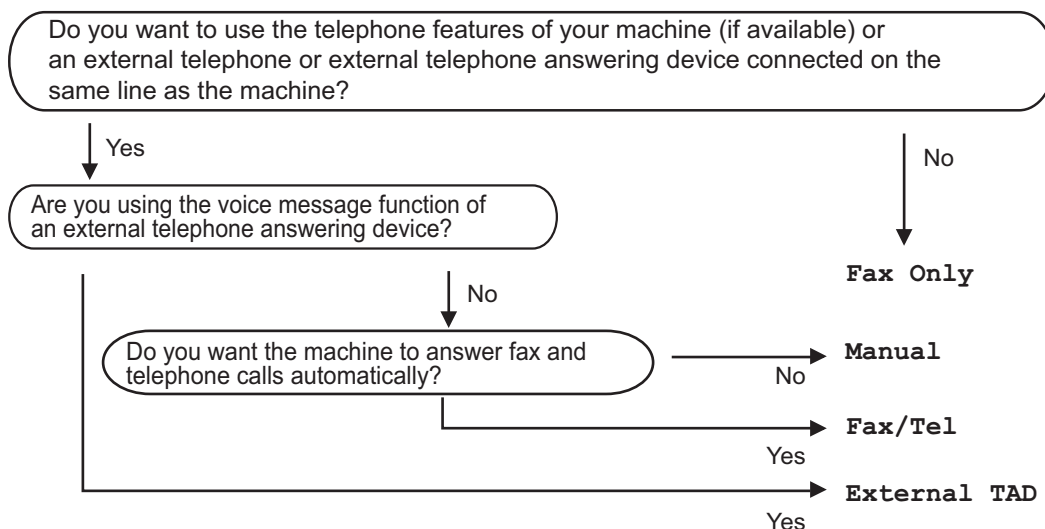 Do you want to use the telephone features of your machine (if available) or
an external telephone or external telephone answering device connected on the
same line as the machine?
Yes
No
Are you using the voice message function of
an external telephone answering device?
Fax Only
No
Do you want the machine to answer fax and
telephone calls automatically?
Manual
No
Fax/Tel
Yes
External TAD
Yes